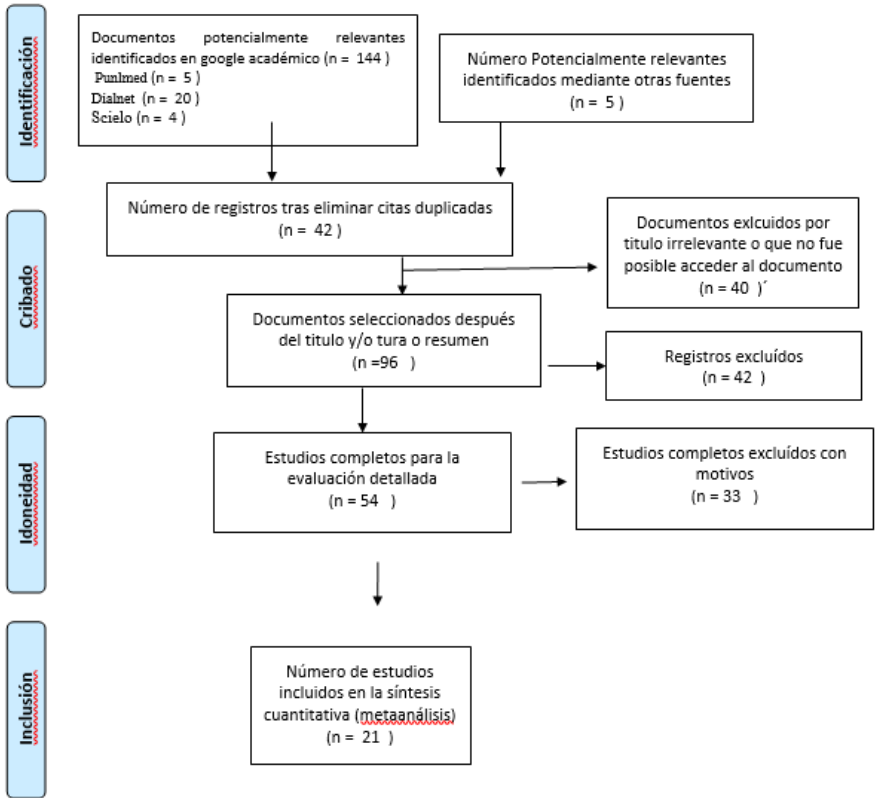 Identificación
Documentos potencialmente relevantes
identificados en google académico (n = 144 )
Punlmed (n = 5 )
Dialnet (n = 20 )
Scielo (n = 4 )
Número Potencialmente relevantes
identificados mediante otras fuentes
(n = 5 )
Número de registros tras eliminar citas duplicadas
(n = 42 )
Cribado
Documentos exlcuidos por
titulo irrelevante o que no fue
posible acceder al documento
(n = 40 )´
Documentos seleccionados después
del titulo y/o tura o resumen
(n =96 )
Registros excluídos
(n = 42 )
Idoneidad
Estudios completos para la
evaluación detallada
(n = 54 )
Estudios completos excluídos con
motivos
(n = 33 )
Inclusión
Número de estudios
incluidos en la síntesis
cuantitativa (metaanálisis)
(n = 21 )